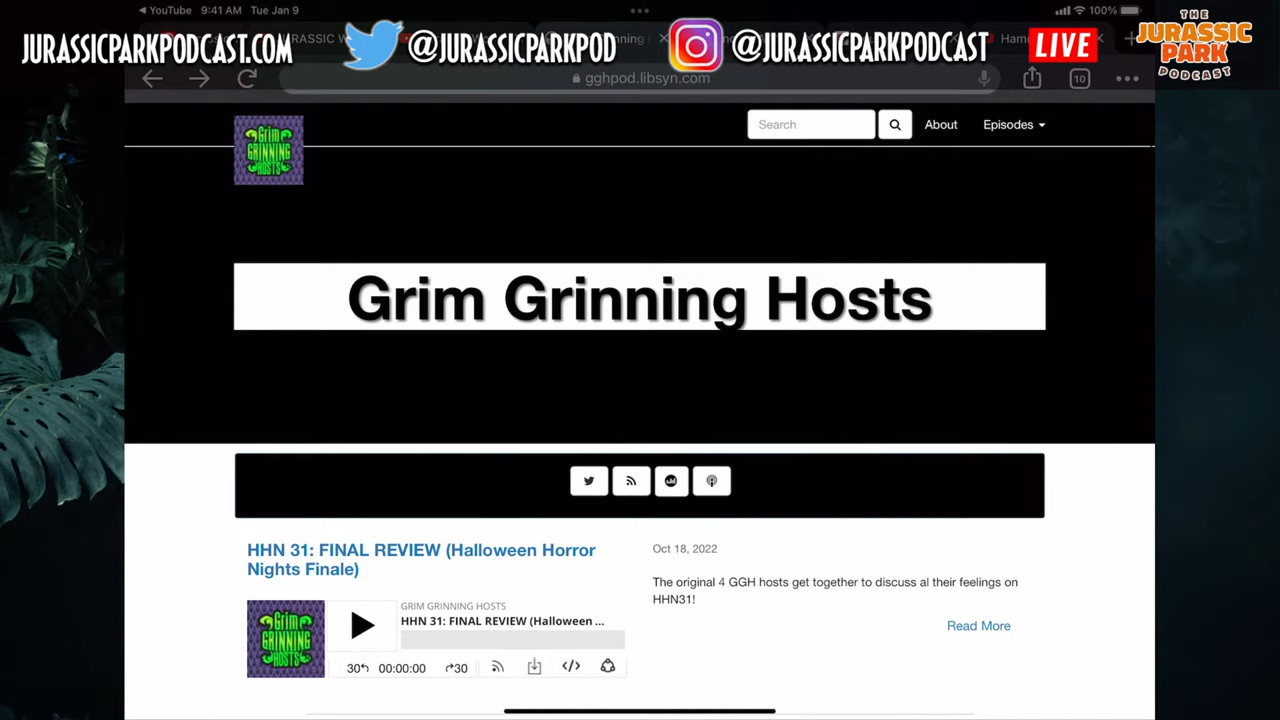 YouTube 9:41 AM Tue Jan 9 100%
JURASSICPARKPODCAST.COM @JURASSICPARKPOD @JURASSICPARKPODCAST LIVE THE JURASSIC PARK PODCAST
gghpod.libsyn.com 10
Grim GRINNING HOSTS
Search About Episodes
Grim Grinning Hosts
HHN 31: FINAL REVIEW (Halloween Horror
Nights Finale)
Oct 18, 2022
The original 4 GGH hosts get together to discuss al their feelings on
HHN31!
Read More
Grim GRINNING HOSTS
GRIM GRINNING HOSTS
HHN 31: FINAL REVIEW (Halloween ...
30 00:00:00 30